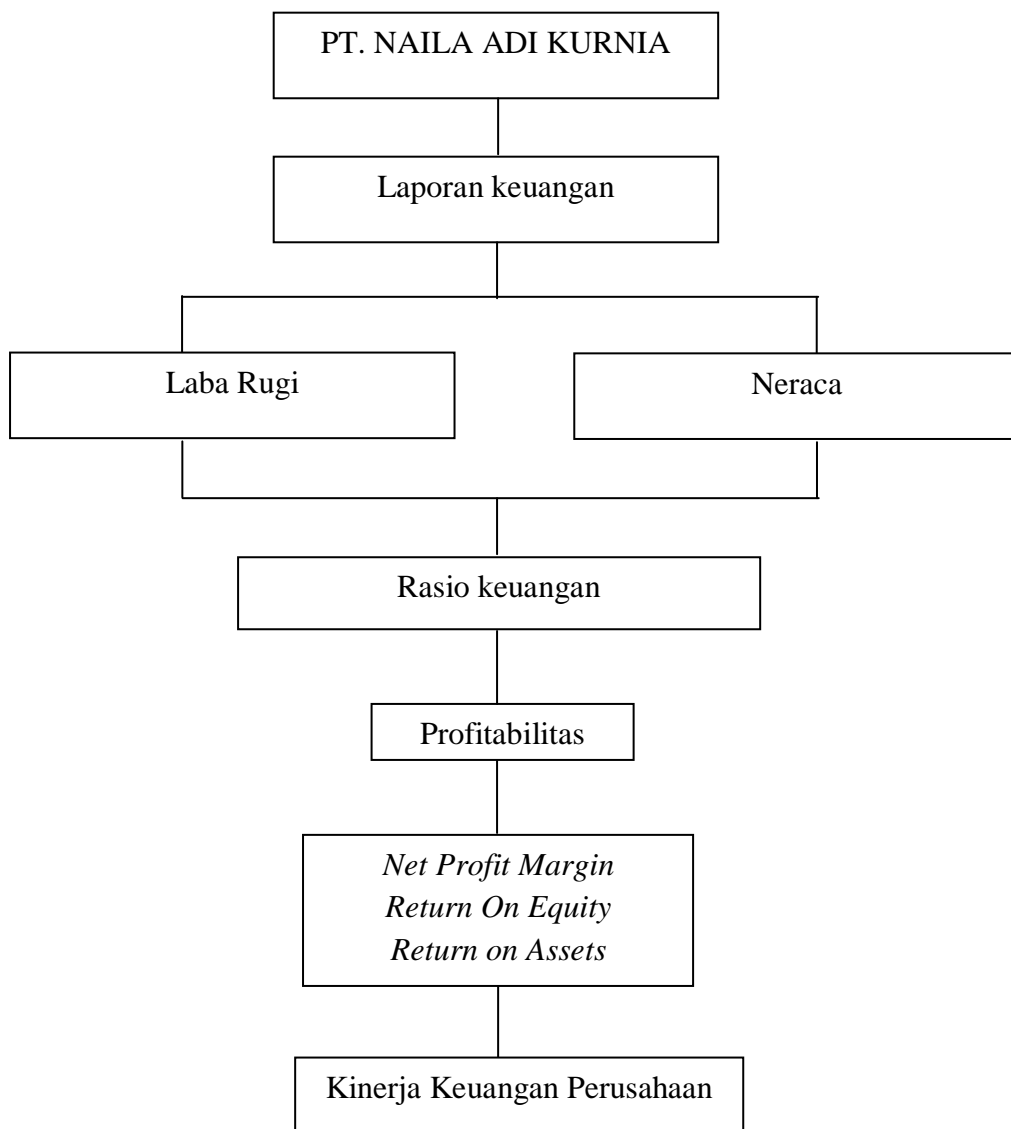 PT. NAILA ADI KURNIA
Laporan keuangan
Laba Rugi
Neraca
Rasio keuangan
Profitabilitas
Net Profit Margin
Return On Equity
Return on Assets
Kinerja Keuangan Perusahaan